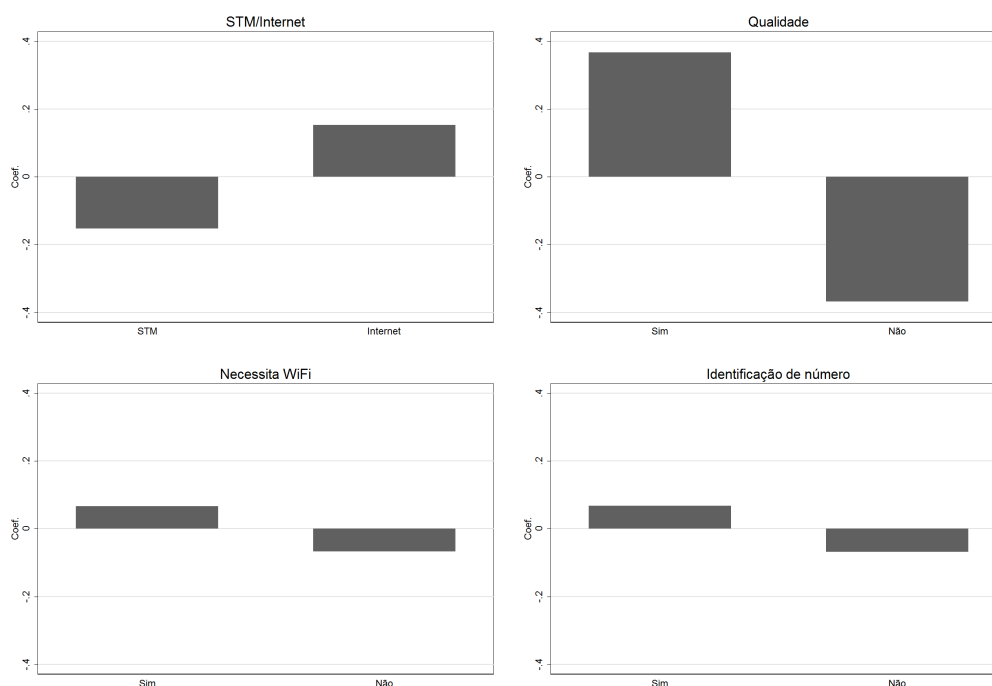 STM/Internet
Coef.
.4
.2
0
-.2
-.4
STM
Internet
Qualidade
Coef.
.4
.2
0
-.2
-.4
Sim
Não
Necessita WiFi
Coef.
.4
.2
0
-.2
-.4
Sim
Não
Identificação de número
Coef.
.4
.2
0
-.2
-.4
Sim
Não